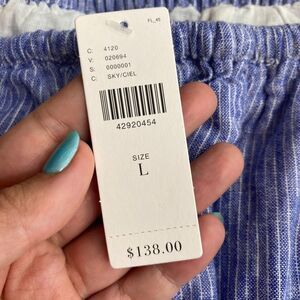 FL_45
C: 4120
V: 020694
S: 0000001
C: SKY/CIEL
42920454
SIZE
L
$138.00